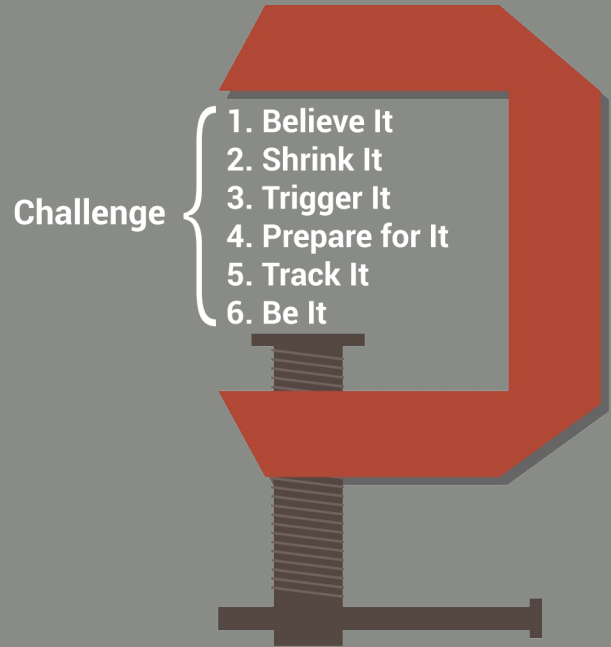 Challenge
1. Believe It
2. Shrink It
3. Trigger It
4. Prepare for It
5. Track It
6. Be It